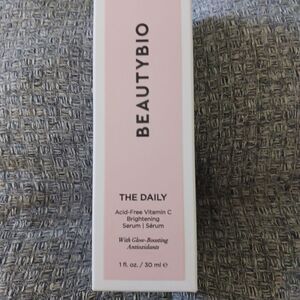 BEAUTYBIO
THE DAILY
Acid-Free Vitamin C
Brightening
Serum | Sérum
With Glow-Boosting
Antioxidants
1 fl. oz. / 30 ml ℮